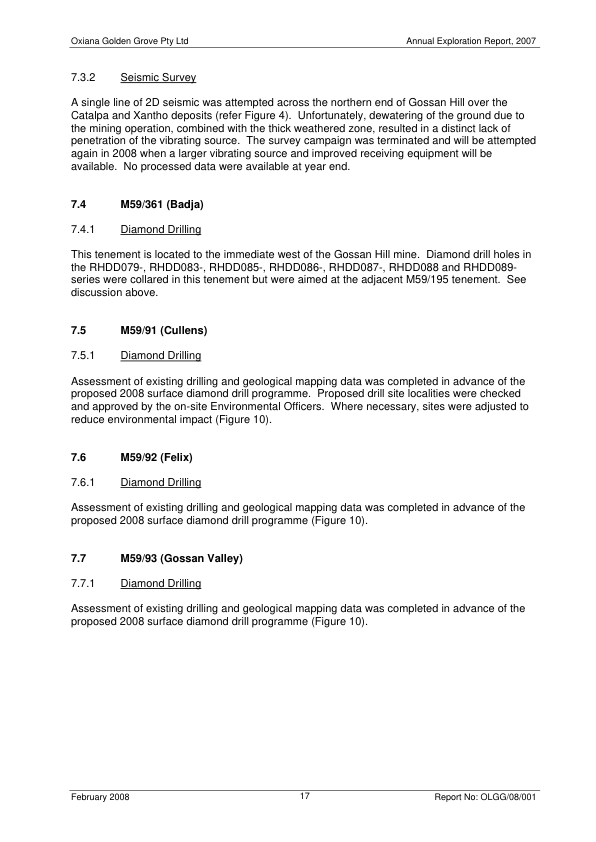 Oxiana Golden Grove Pty Ltd Annual Exploration Report, 2007
7.3.2 Seismic Survey
A single line of 2D seismic was attempted across the northern end of Gossan Hill over the
Catalpa and Xantho deposits (refer Figure 4). Unfortunately, dewatering of the ground due to
the mining operation, combined with the thick weathered zone, resulted in a distinct lack of
penetration of the vibrating source. The survey campaign was terminated and will be attempted
again in 2008 when a larger vibrating source and improved receiving equipment will be
available. No processed data were available at year end.
7.4 M59/361 (Badja)
7.4.1 Diamond Drilling
This tenement is located to the immediate west of the Gossan Hill mine. Diamond drill holes in
the RHDD079-, RHDD083-, RHDD085-, RHDD086-, RHDD087-, RHDD088 and RHDD089-
series were collared in this tenement but were aimed at the adjacent M59/195 tenement. See
discussion above.
7.5 M59/91 (Cullens)
7.5.1 Diamond Drilling
Assessment of existing drilling and geological mapping data was completed in advance of the
proposed 2008 surface diamond drill programme. Proposed drill site localities were checked
and approved by the on-site Environmental Officers. Where necessary, sites were adjusted to
reduce environmental impact (Figure 10).
7.6 M59/92 (Felix)
7.6.1 Diamond Drilling
Assessment of existing drilling and geological mapping data was completed in advance of the
proposed 2008 surface diamond drill programme (Figure 10).
7.7 M59/93 (Gossan Valley)
7.7.1 Diamond Drilling
Assessment of existing drilling and geological mapping data was completed in advance of the
proposed 2008 surface diamond drill programme (Figure 10).
February 2008 17 Report No: OLGG/08/001